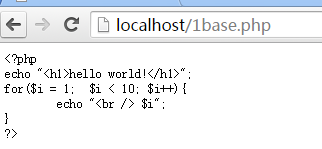 localhost/1base.php
<?php
echo "<h1>hello world!</h1>";
for($i = 1;  $i < 10; $i++){
        echo "<br /> $i";
}
?>